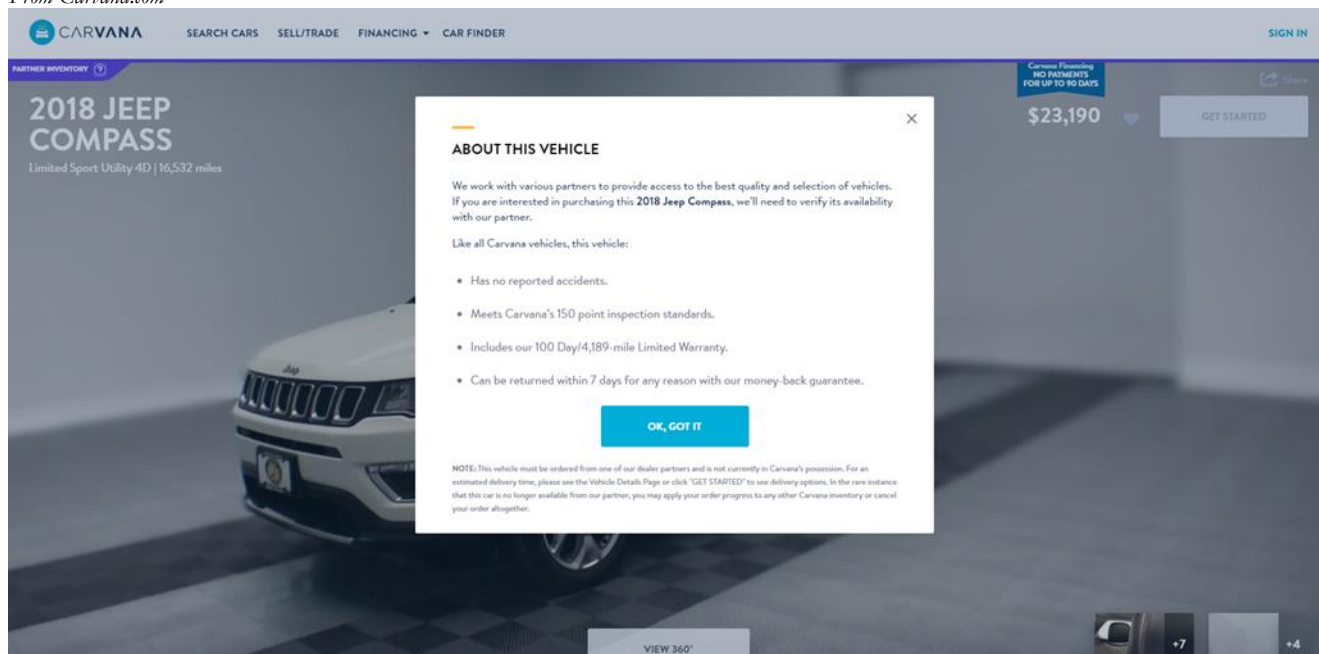 From Carvana.com
CARVANA SEARCH CARS SELL/TRADE FINANCING CAR FINDER SIGN IN
PARTNER INVENTORY ?
Carvana Financing
NO PAYMENTS
FOR UP TO 90 DAYS
Share
2018 JEEP
COMPASS
$23,190
GET STARTED
Limited Sport Utility 4D | 16,532 miles
ABOUT THIS VEHICLE
We work with various partners to provide access to the best quality and selection of vehicles.
If you are interested in purchasing this 2018 Jeep Compass, we'll need to verify its availability
with our partner.
Like all Carvana vehicles, this vehicle:
• Has no reported accidents.
• Meets Carvana's 150 point inspection standards.
• Includes our 100 Day/4,189-mile Limited Warranty.
• Can be returned within 7 days for any reason with our money-back guarantee.
OK, GOT IT
NOTE: This vehicle must be ordered from one of our dealer partners and is not currently in Carvana's possession. For an
estimated delivery time, please see the Vehicle Details Page or click "GET STARTED" to see delivery options. In the rare instance
that this car is no longer available from our partner, you may apply your order progress to any other Carvana inventory or cancel
your order altogether.
Jeep
VIEW 360°
+7
+4